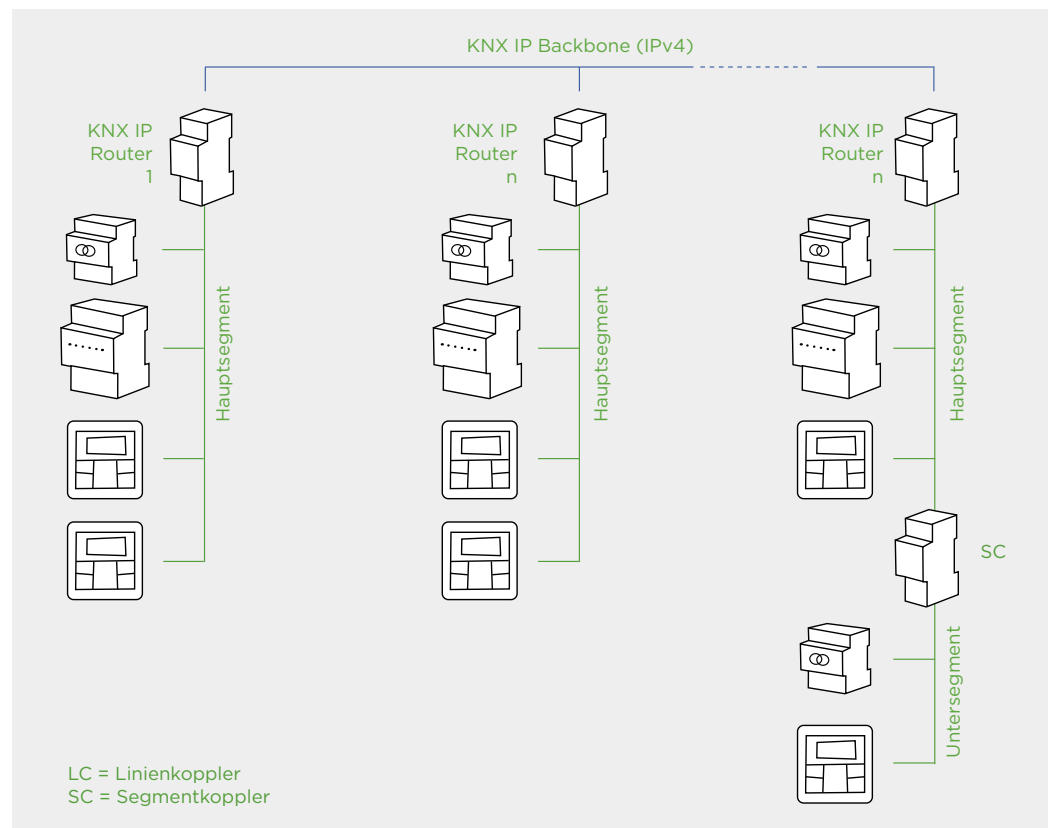 KNX IP Backbone (IPv4)
KNX IP
Router
1
KNX IP
Router
n
KNX IP
Router
n
Hauptsegment
Hauptsegment
Hauptsegment
SC
Untersegment
LC = Linienkoppler
SC = Segmentkoppler